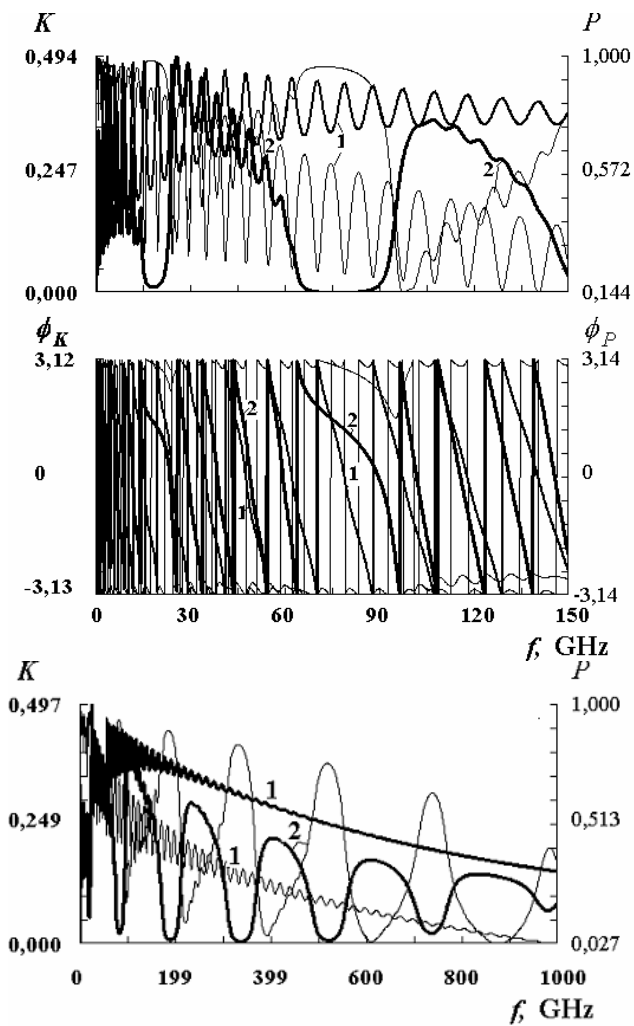 K P
0,494 1,000
2 1
0,247 2 0,572
0,000 0,144
ϕK ϕP
3,12 3,14
2
2
0 0
1
1
-3,13 -3,14
0 30 60 90 120 150
f, GHz
K P
0,497 1,000
1
0,249 0,513
1 2
0,000 0,027
0 199 399 600 800 1000
f, GHz